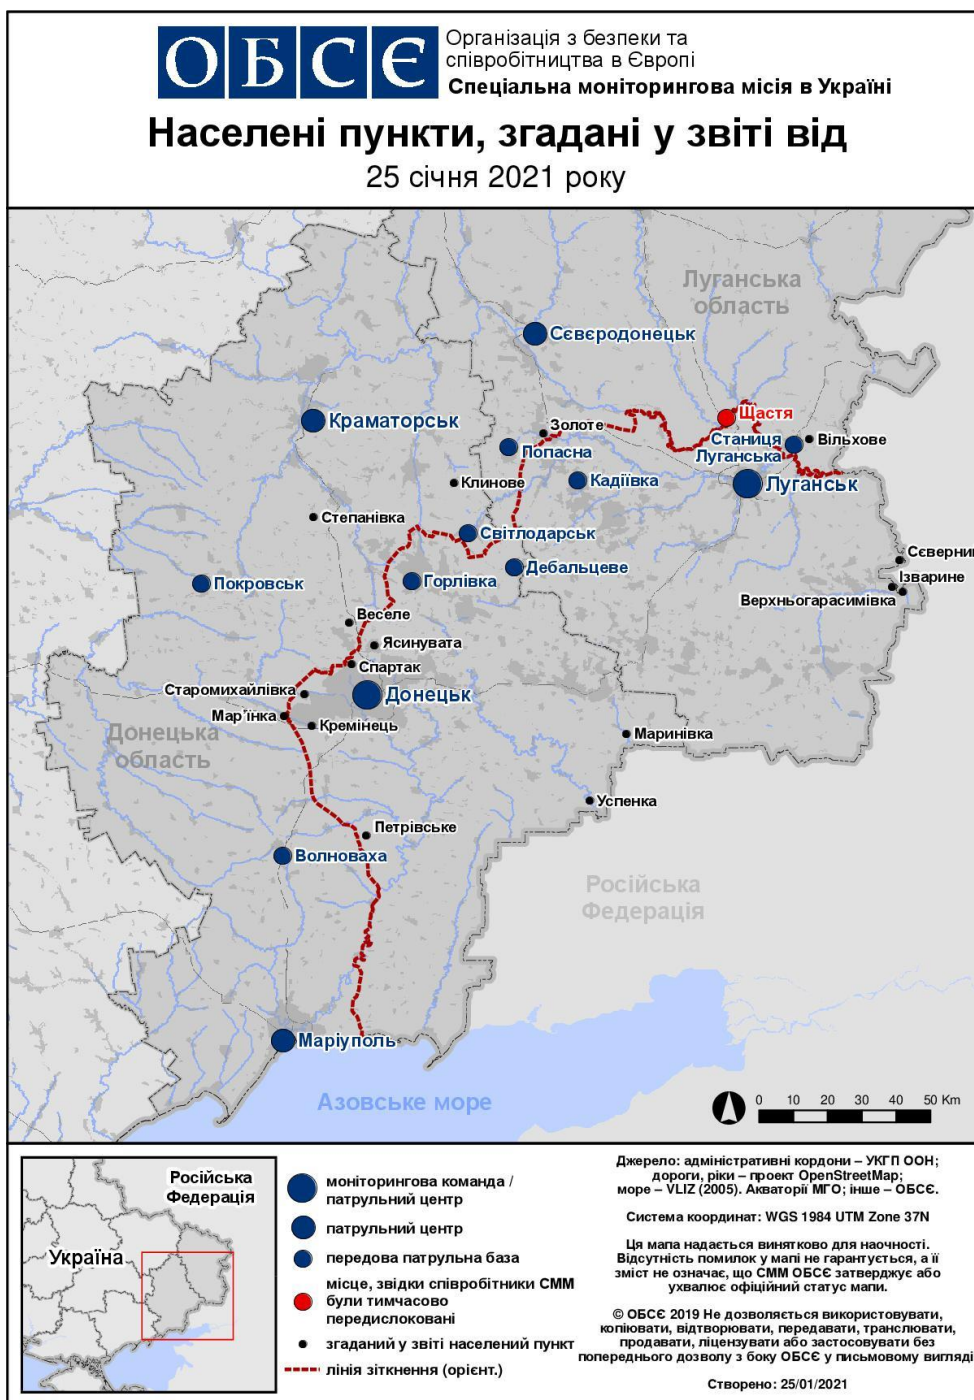 ОБСЄ
Організація з безпеки та
співробітництва в Європі
Спеціальна моніторингова місія в Україні
Населені пункти, згадані у звіті від
25 січня 2021 року
Луганська
область
Сєвєродонецьк
Краматорськ
Щастя
Золоте
Станиця
Луганська
Вільхове
Попасна
Клинове
Кадіївка
Луганськ
Степанівка
Світлодарськ
Сєверний
Дебальцеве
Ізварине
Покровськ
Горлівка
Верхньогарасимівка
Веселе
Ясинувата
Спартак
Старомихайлівка
Донецьк
Мар'їнка
Кремінець
Донецька
область
Маринівка
Успенка
Петрівське
Волноваха
Російська
Федерація
Маріуполь
Азовське море
0 10 20 30 40 50 Km
Російська
Федерація
Україна
моніторингова команда /
патрульний центр
патрульний центр
передова патрульна база
місце, звідки співробітники СММ
були тимчасово
передислоковані
згаданий у звіті населений пункт
лінія зіткнення (орієнт.)
Джерело: адміністративні кордони – УКГП ООН;
дороги, ріки – проект OpenStreetMap;
море – VLIZ (2005). Акваторії МГО; інше – ОБСЄ.
Система координат: WGS 1984 UTM Zone 37N
Ця мапа надається винятково для наочності.
Відсутність помилок у мапі не гарантується, а її
зміст не означає, що СММ ОБСЄ затверджує або
ухвалює офіційний статус мапи.
© ОБСЄ 2019 Не дозволяється використовувати,
копіювати, відтворювати, передавати, транслювати,
продавати, ліцензувати або застосовувати без
попереднього дозволу з боку ОБСЄ у письмовому вигляді
Створено: 25/01/2021